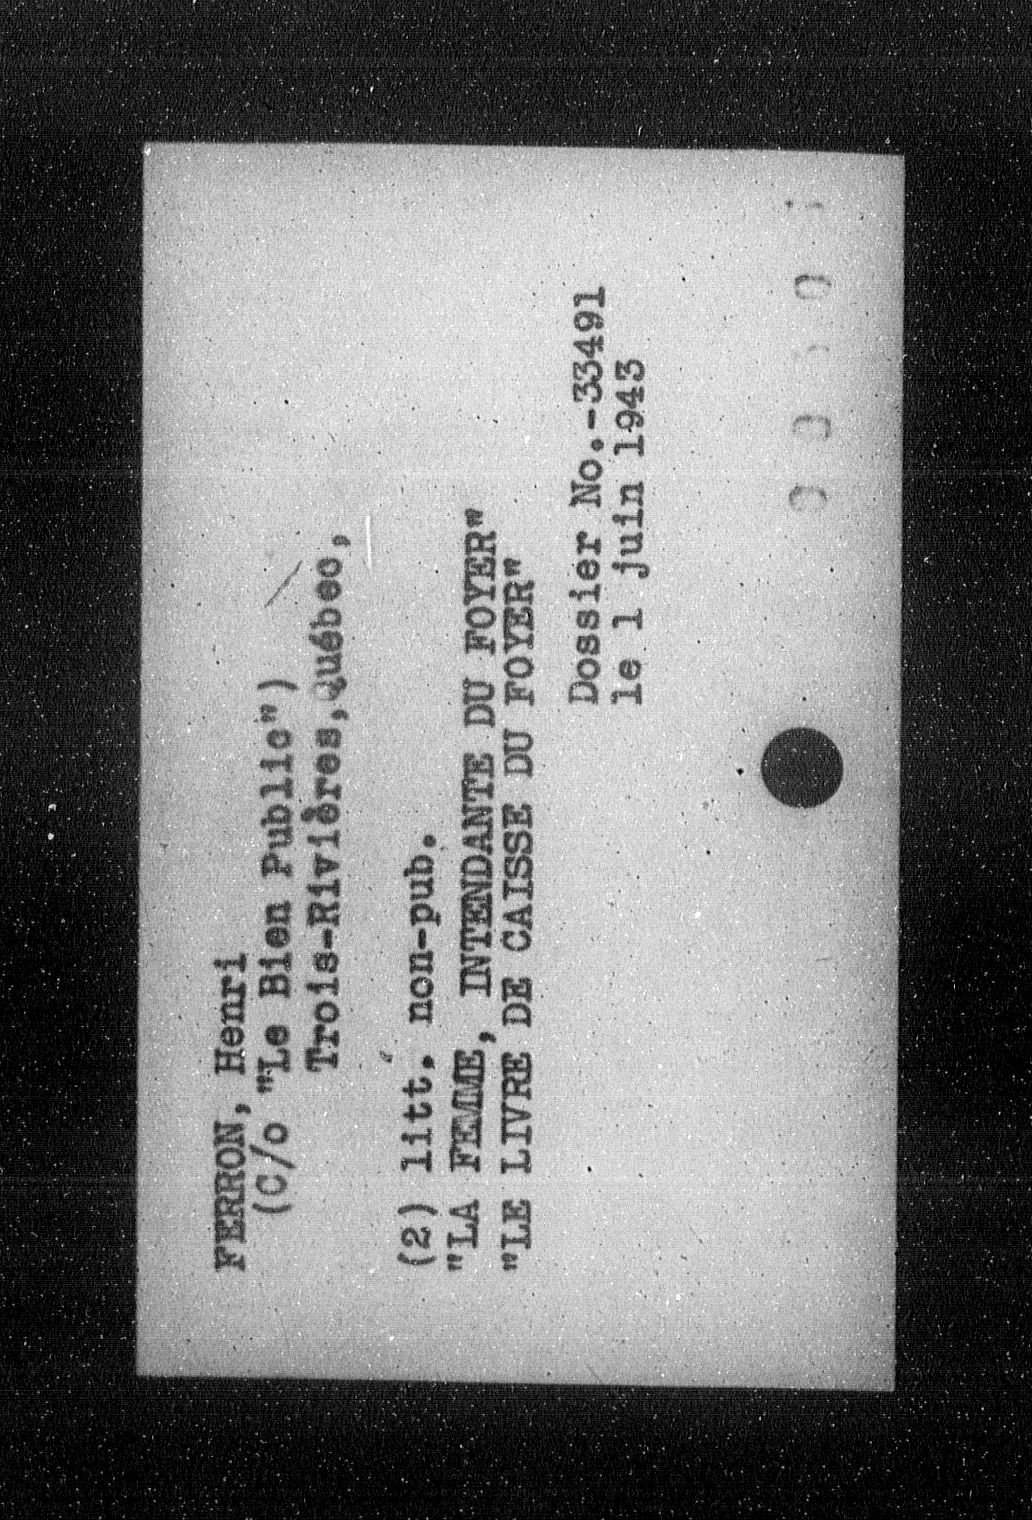 FERRON, Henri
(C/o "Le Bien Public")
Trois-Rivières, Québec,
(2) litt. non-pub.
"LA FEMME, INTENDANTE DU FOYER"
"LE LIVRE DE CAISSE DU FOYER"
Dossier No.-33491
le 1 juin 1943